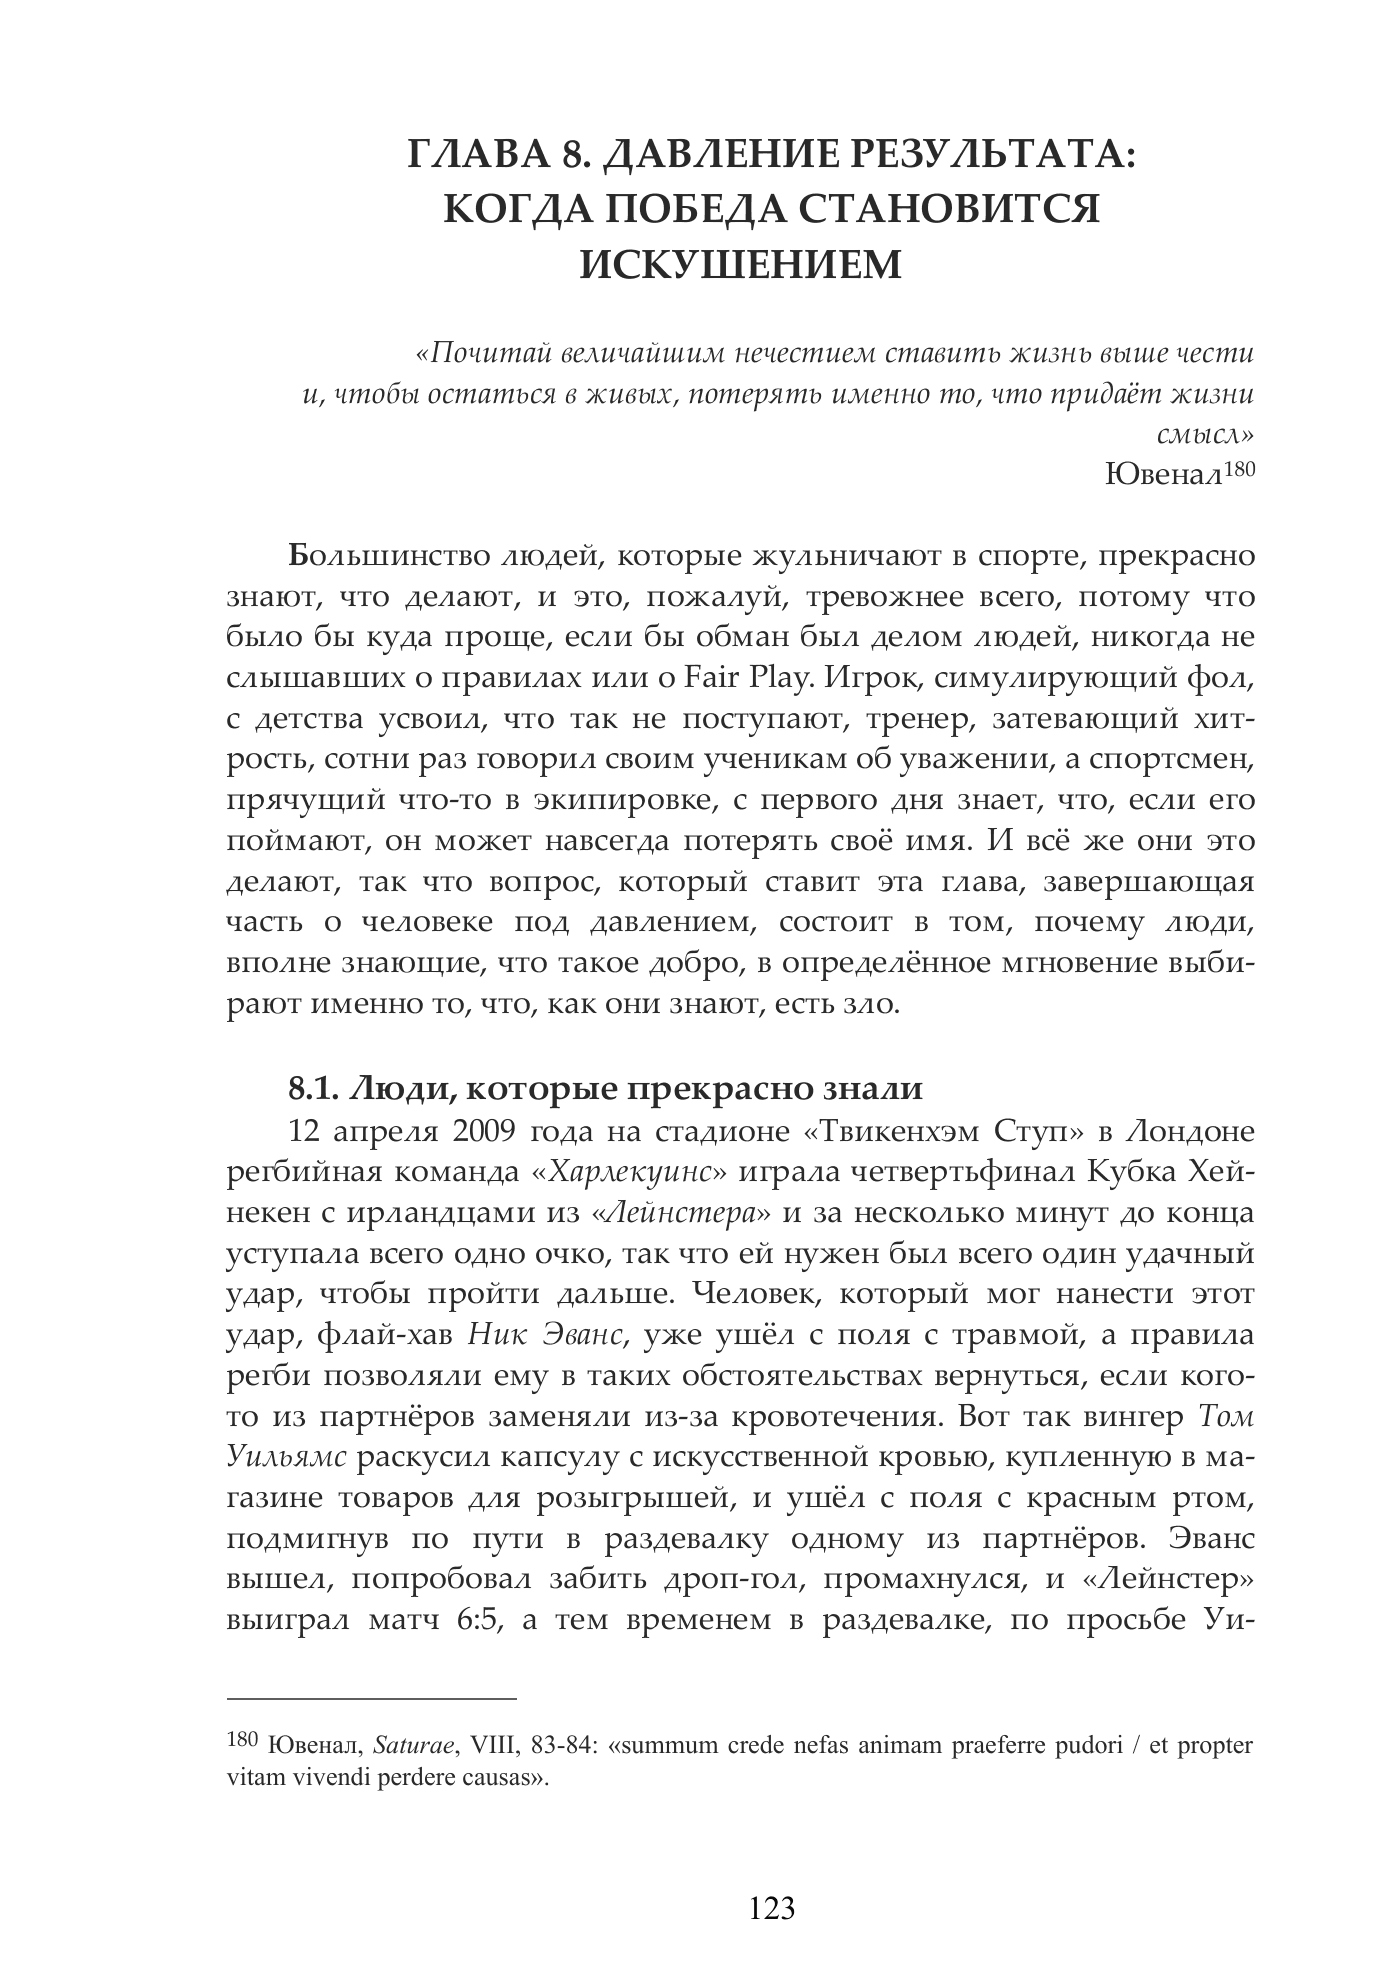 ГЛАВА 8. ДАВЛЕНИЕ РЕЗУЛЬТАТА:
КОГДА ПОБЕДА СТАНОВИТСЯ
ИСКУШЕНИЕМ
«Почитай величайшим нечестием ставить жизнь выше чести
и, чтобы остаться в живых, потерять именно то, что придаёт жизни
смысл»
Ювенал180
Большинство людей, которые жульничают в спорте, прекрасно
знают, что делают, и это, пожалуй, тревожнее всего, потому что
было бы куда проще, если бы обман был делом людей, никогда не
слышавших о правилах или о Fair Play. Игрок, симулирующий фол,
с детства усвоил, что так не поступают, тренер, затевающий хит-
рость, сотни раз говорил своим ученикам об уважении, а спортсмен,
прячущий что-то в экипировке, с первого дня знает, что, если его
поймают, он может навсегда потерять своё имя. И всё же они это
делают, так что вопрос, который ставит эта глава, завершающая
часть о человеке под давлением, состоит в том, почему люди,
вполне знающие, что такое добро, в определённое мгновение выби-
рают именно то, что, как они знают, есть зло.
8.1. Люди, которые прекрасно знали
12 апреля 2009 года на стадионе «Твикенхэм Ступ» в Лондоне
регбийная команда «Харлекуинс» играла четвертьфинал Кубка Хей-
некен с ирландцами из «Лейнстера» и за несколько минут до конца
уступала всего одно очко, так что ей нужен был всего один удачный
удар, чтобы пройти дальше. Человек, который мог нанести этот
удар, флай-хав Ник Эванс, уже ушёл с поля с травмой, а правила
регби позволяли ему в таких обстоятельствах вернуться, если кого-
то из партнёров заменяли из-за кровотечения. Вот так вингер Том
Уильямс раскусил капсулу с искусственной кровью, купленную в ма-
газине товаров для розыгрышей, и ушёл с поля с красным ртом,
подмигнув по пути в раздевалку одному из партнёров. Эванс
вышел, попробовал забить дроп-гол, промахнулся, и «Лейнстер»
выиграл матч 6:5, а тем временем в раздевалке, по просьбе Уи-
180 Ювенал, Saturae, VIII, 83-84: «summum crede nefas animam praeferre pudori / et propter
vitam vivendi perdere causas».
123